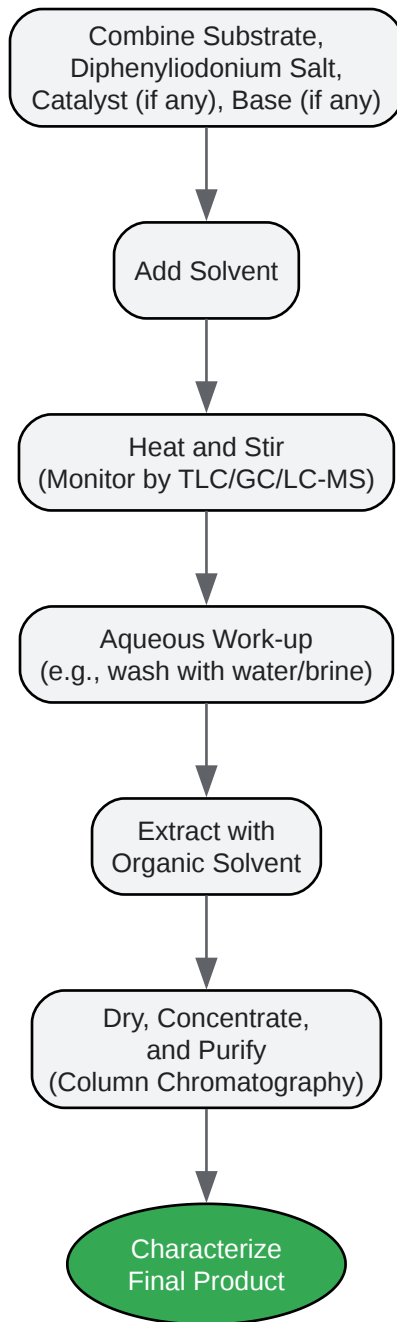 Combine Substrate,
Diphenyliodonium Salt,
Catalyst (if any), Base (if any)
Add Solvent
Heat and Stir
(Monitor by TLC/GC/LC-MS)
Aqueous Work-up
(e.g., wash with water/brine)
Extract with
Organic Solvent
Dry, Concentrate,
and Purify
(Column Chromatography)
Characterize
Final Product